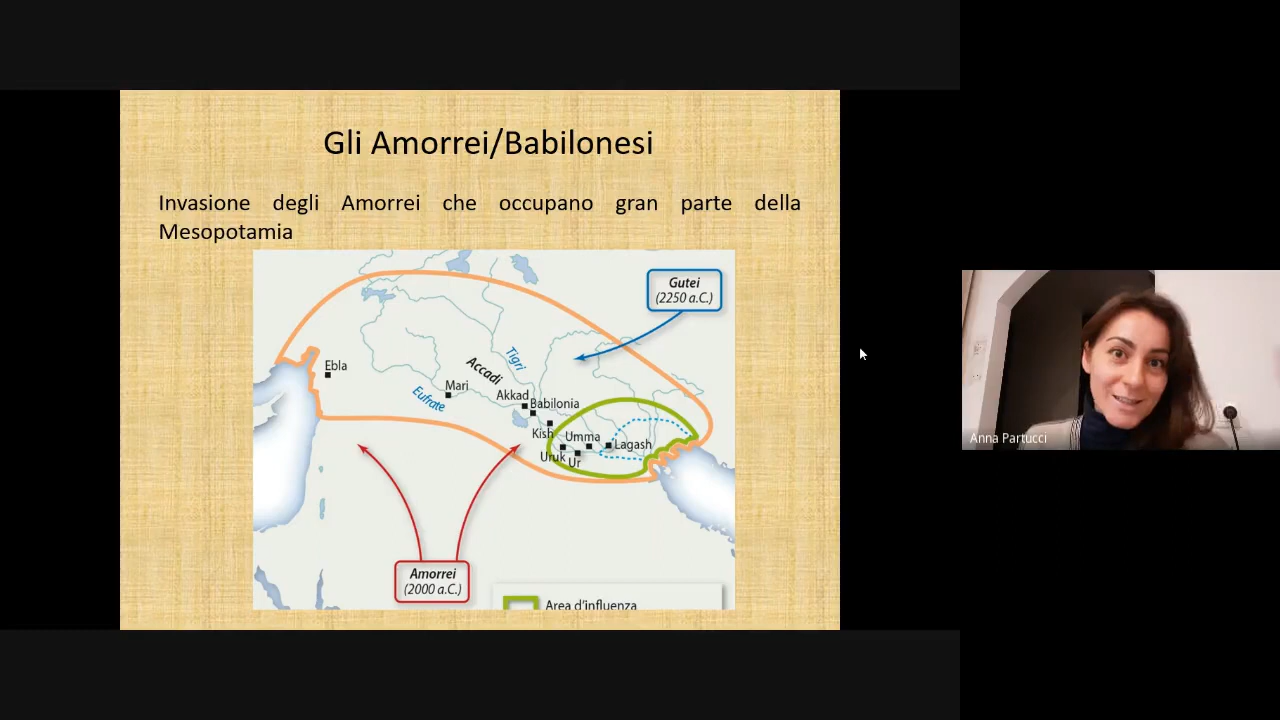 Gli Amorrei/Babilonesi
Invasione degli Amorrei che occupano gran parte della
Mesopotamia
Gutei
(2250 a.C.)
Ebla
Tigri
Accadi
Mari
Eufrate
Akkad
Babilonia
Kish
Umma
Lagash
Uruk
Ur
Amorrei
(2000 a.C.)
Area d'influenza
Anna Partucci